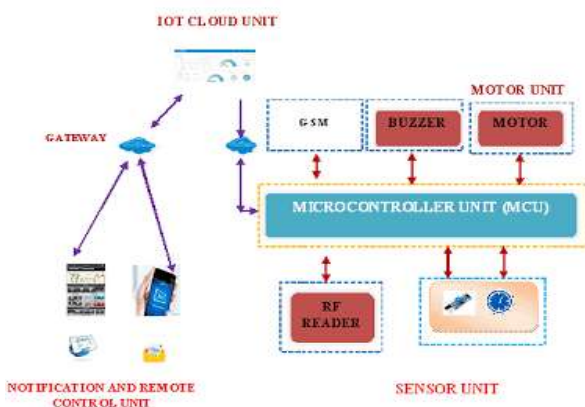 IOT CLOUD UNIT
MOTOR UNIT
GSM
BUZZER
MOTOR
GATEWAY
MICROCONTROLLER UNIT (MCU)
RF
READER
NOTIFICATION AND REMOTE
CONTROL UNIT
SENSOR UNIT